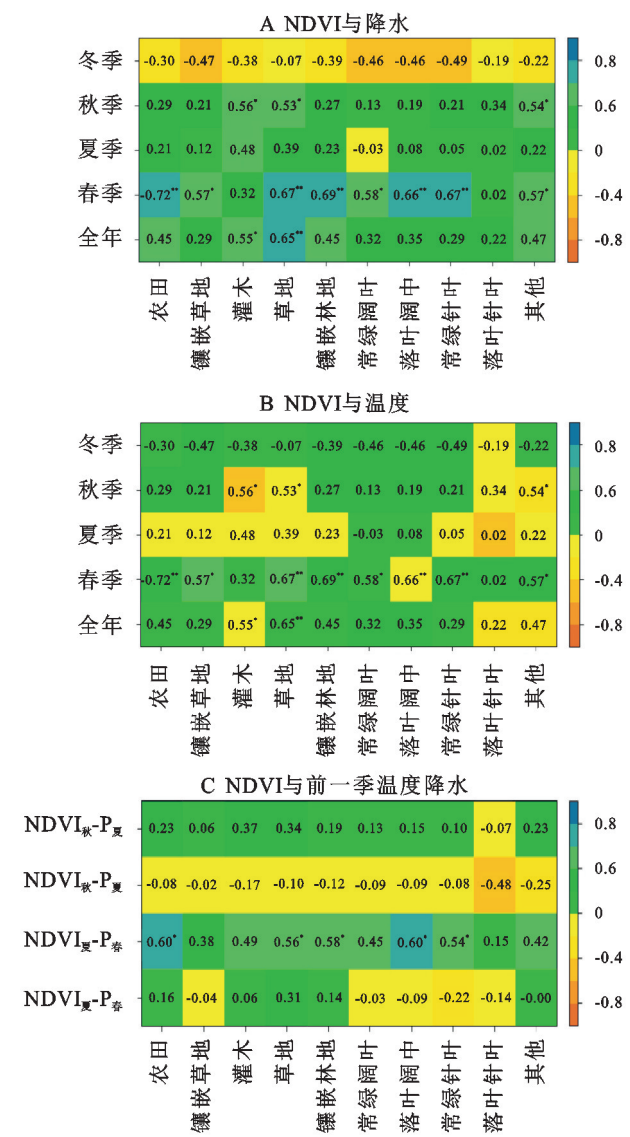 A NDVI与降水
冬季 -0.30 -0.47 -0.38 -0.07 -0.39 -0.46 -0.46 -0.49 -0.19 -0.22
秋季 0.29 0.21 0.56* 0.53* 0.27 0.13 0.19 0.21 0.34 0.54*
夏季 0.21 0.12 0.48 0.39 0.23 -0.03 0.08 0.05 0.02 0.22
春季 -0.72** 0.57* 0.32 0.67** 0.69** 0.58* 0.66** 0.67** 0.02 0.57*
全年 0.45 0.29 0.55* 0.65** 0.45 0.32 0.35 0.29 0.22 0.47
农田 镶嵌草地 灌木 草地 镶嵌林地 常绿阔叶 落叶阔中 常绿针叶 落叶针叶 其他
0.8
0.6
0
-0.4
-0.8
B NDVI与温度
冬季 -0.30 -0.47 -0.38 -0.07 -0.39 -0.46 -0.46 -0.49 -0.19 -0.22
秋季 0.29 0.21 0.56* 0.53* 0.27 0.13 0.19 0.21 0.34 0.54*
夏季 0.21 0.12 0.48 0.39 0.23 -0.03 0.08 0.05 0.02 0.22
春季 -0.72** 0.57* 0.32 0.67** 0.69** 0.58* 0.66** 0.67** 0.02 0.57*
全年 0.45 0.29 0.55* 0.65** 0.45 0.32 0.35 0.29 0.22 0.47
农田 镶嵌草地 灌木 草地 镶嵌林地 常绿阔叶 落叶阔中 常绿针叶 落叶针叶 其他
0.8
0.6
0
-0.4
-0.8
C NDVI与前一季温度降水
NDVI秋-P夏 0.23 0.06 0.37 0.34 0.19 0.13 0.15 0.10 -0.07 0.23
NDVI秋-P夏 -0.08 -0.02 -0.17 -0.10 -0.12 -0.09 -0.09 -0.08 -0.48 -0.25
NDVI夏-P春 0.60* 0.38 0.49 0.56* 0.58* 0.45 0.60* 0.54* 0.15 0.42
NDVI夏-P春 0.16 -0.04 0.06 0.31 0.14 -0.03 -0.09 -0.22 -0.14 -0.00
农田 镶嵌草地 灌木 草地 镶嵌林地 常绿阔叶 落叶阔中 常绿针叶 落叶针叶 其他
0.8
0.6
0
-0.4
-0.8